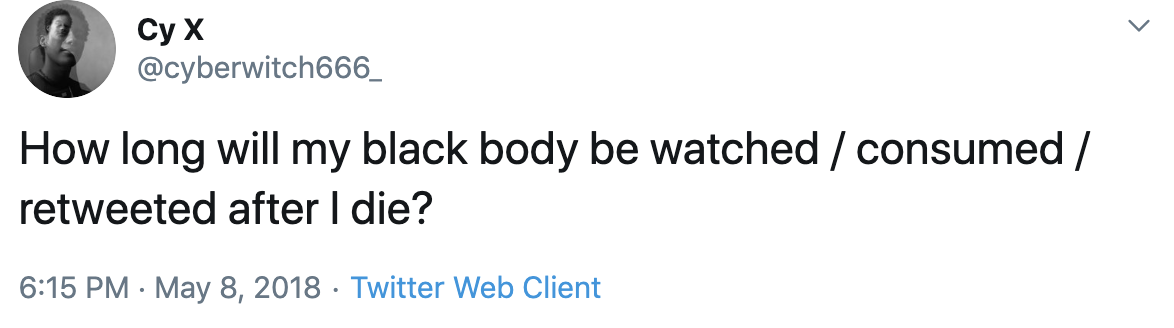 Cy X
@cyberwitch666_
How long will my black body be watched / consumed /
retweeted after I die?
6:15 PM · May 8, 2018 · Twitter Web Client